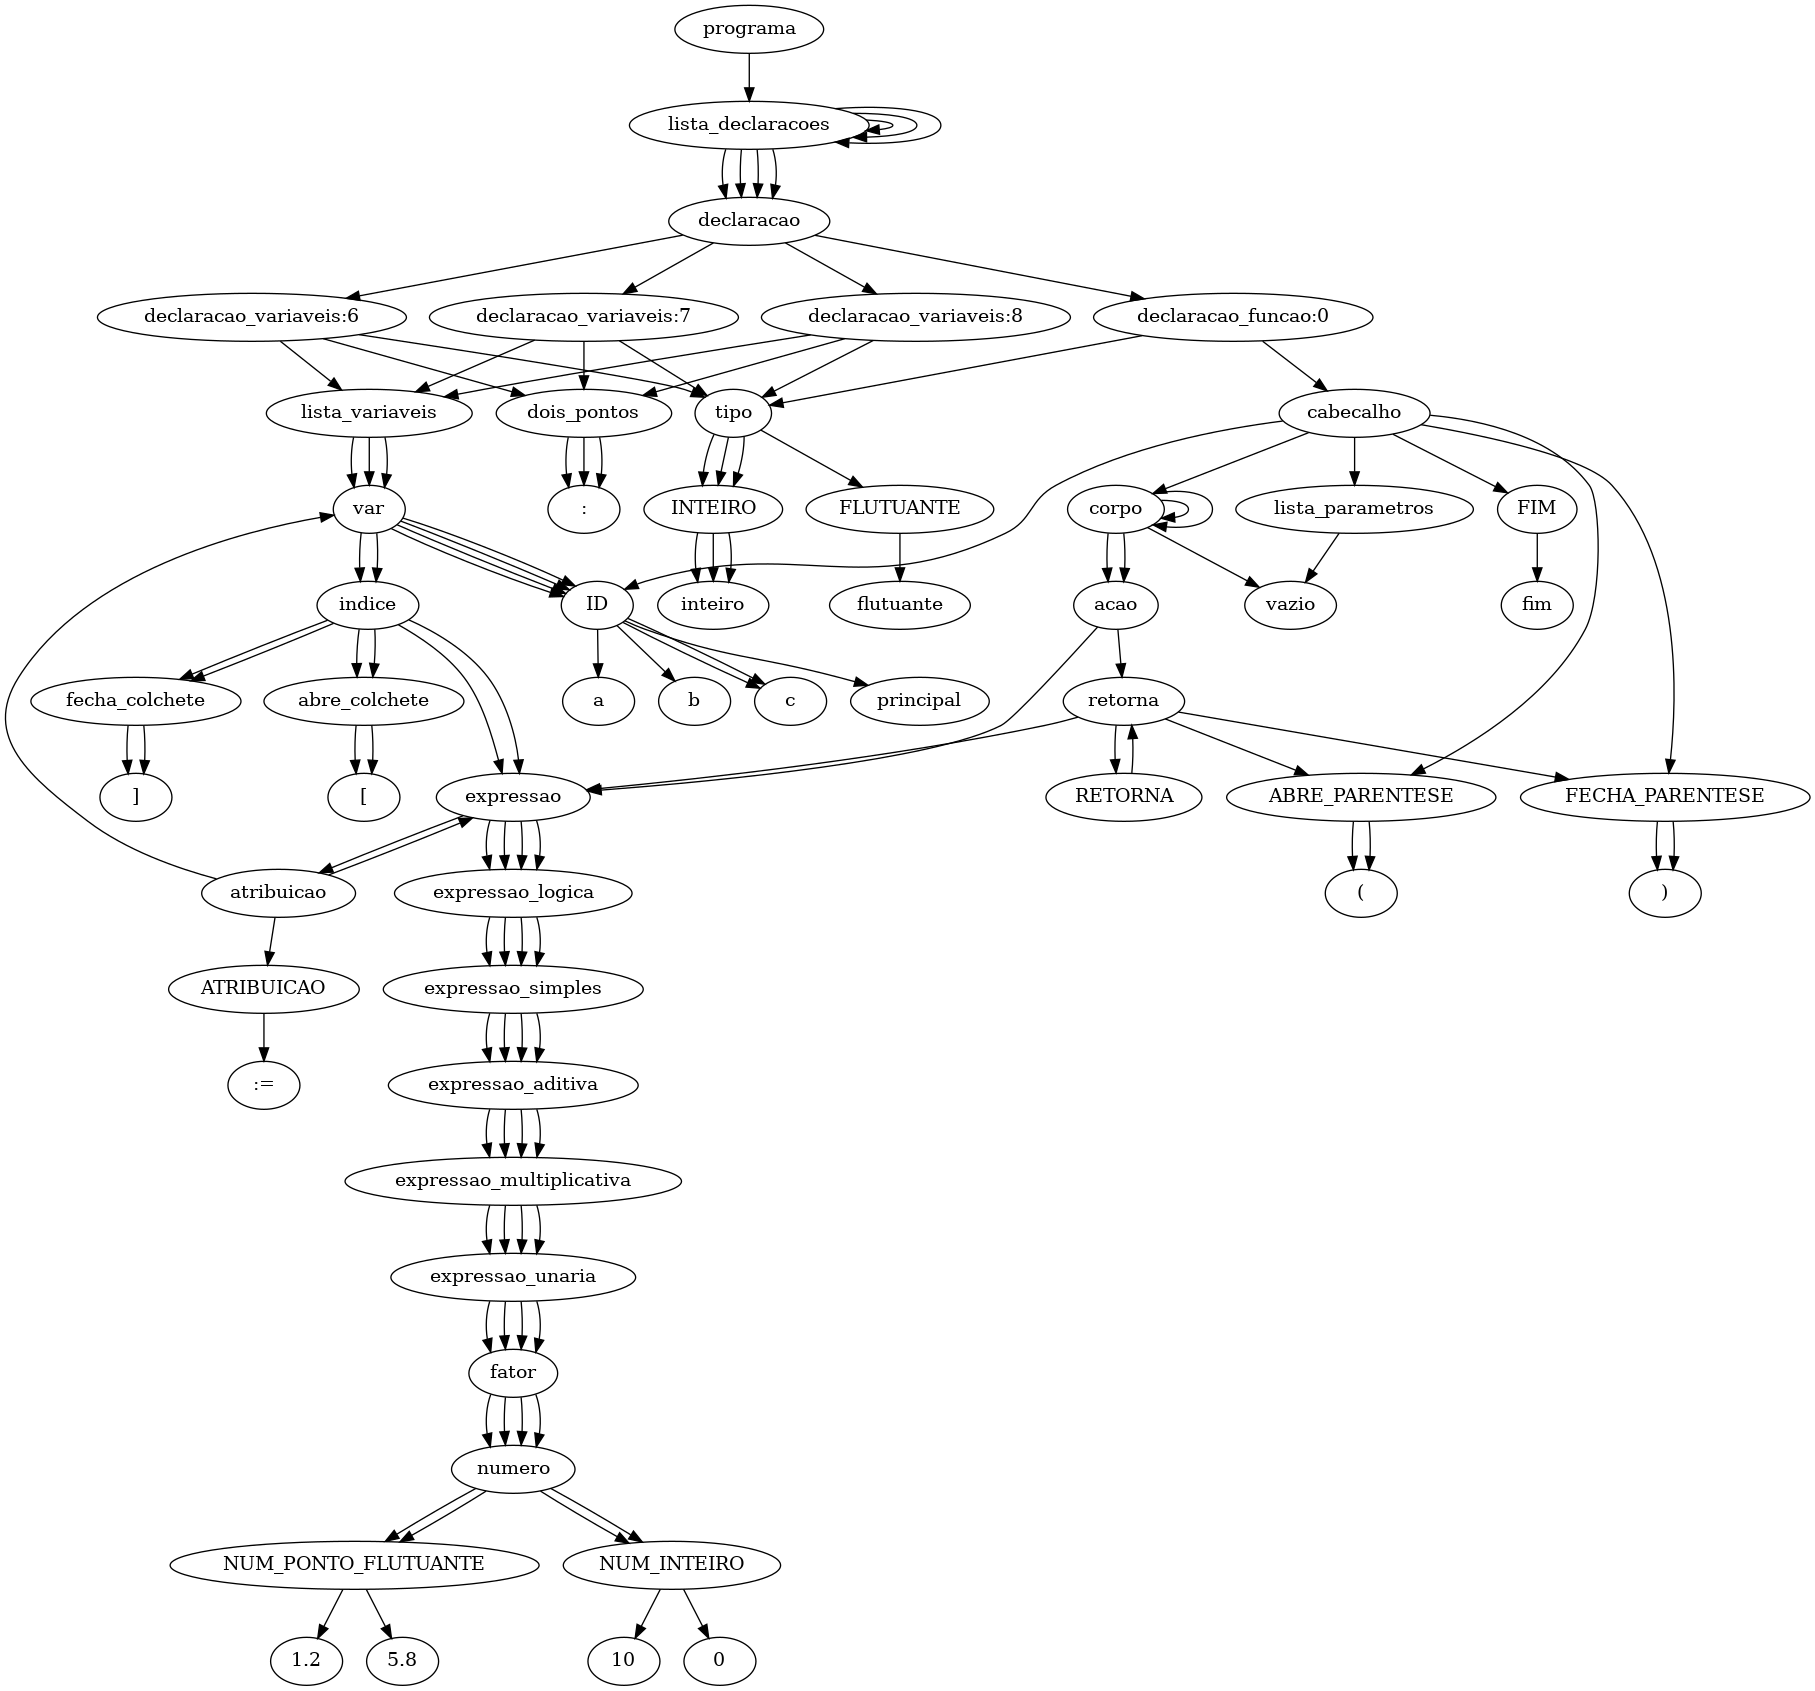 programa
lista_declaracoes
declaracao
declaracao_variaveis:6 declaracao_variaveis:7 declaracao_variaveis:8 declaracao_funcao:0
lista_variaveis dois_pontos tipo cabecalho
var : INTEIRO FLUTUANTE corpo lista_parametros FIM
indice ID inteiro flutuante acao vazio fim
fecha_colchete abre_colchete a b c principal retorna
] [ expressao RETORNA ABRE_PARENTESE FECHA_PARENTESE
atribuicao expressao_logica ( )
ATRIBUICAO expressao_simples
:= expressao_aditiva
expressao_multiplicativa
expressao_unaria
fator
numero
NUM_PONTO_FLUTUANTE NUM_INTEIRO
1.2 5.8 10 0